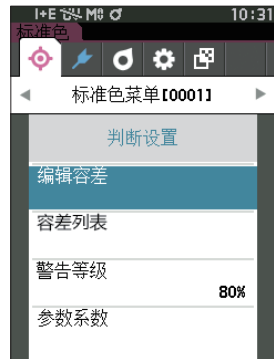 I+E 10:31
标准色
标准色菜单[0001]
判断设置
编辑容差
容差列表
警告等级
80%
参数系数